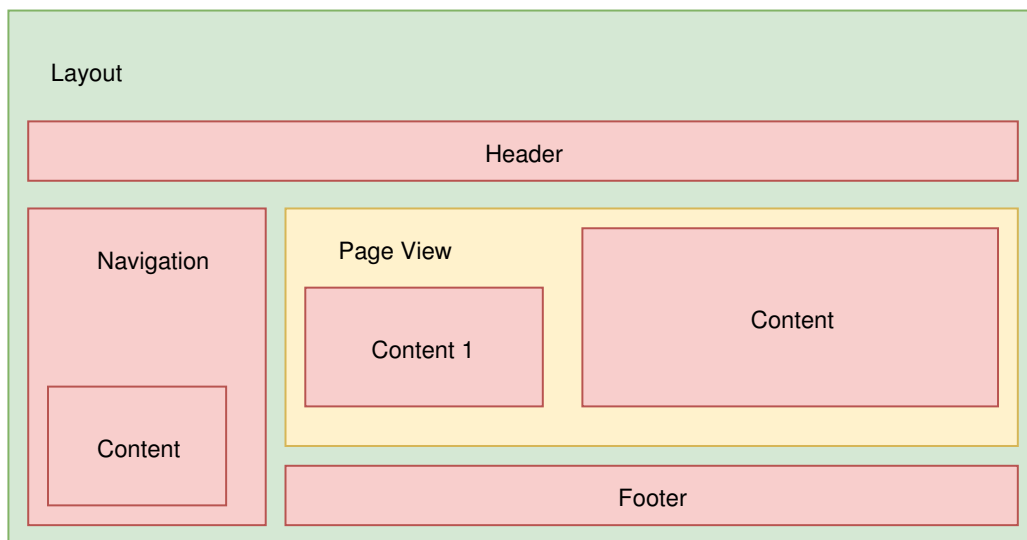 Layout
Header
Navigation
Page View
Content 1
Content
Content
Footer